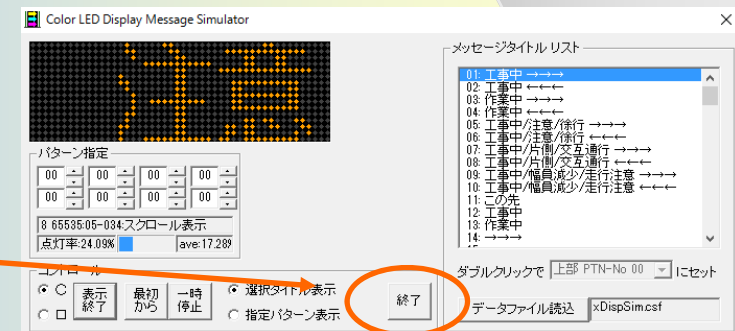 Color LED Display Message Simulator
注意
パターン指定
00 00 00 00
00 00 00 00
8 65535:05-034:スクロール表示
点灯率:24.09% ave:17.289
コントロール
C 表示終了 最初から 一時停止 選択タイトル表示
ロ 指定パターン表示
終了
メッセージタイトル リスト
01: 工事中 →→→
02: 工事中 ←←←
03: 作業中 →→→
04: 作業中 ←←←
05: 工事中/注意/徐行 →→→
06: 工事中/注意/徐行 ←←←
07: 工事中/片側/交互通行 →→→
08: 工事中/片側/交互通行 ←←←
09: 工事中/幅員減少/走行注意 →→→
10: 工事中/幅員減少/走行注意 ←←←
11: この先
12: 工事中
13: 作業中
14: →→→
ダブルクリックで 上部 PTN-No 00 にセット
データファイル読込 xDispSim.csf